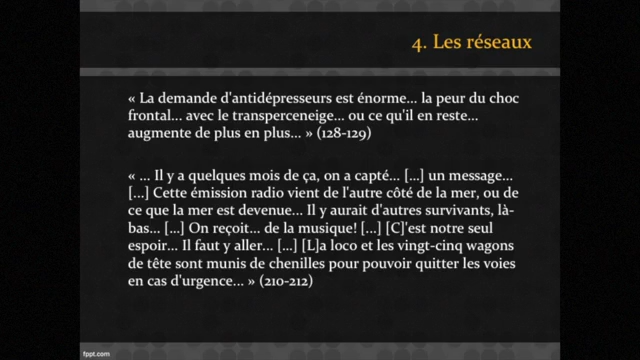 4. Les réseaux
« La demande d'antidépresseurs est énorme... la peur du choc
frontal... avec le transperceneige... ou ce qu'il en reste...
augmente de plus en plus... » (128-129)
« ... Il y a quelques mois de ça, on a capté... [...] un message...
[...] Cette émission radio vient de l'autre côté de la mer, ou de
ce que la mer est devenue... Il y aurait d'autres survivants, là-
bas... [...] On reçoit... de la musique! [...] [C]'est notre seul
espoir... Il faut y aller... [...] [L]a loco et les vingt-cinq wagons
de tête sont munis de chenilles pour pouvoir quitter les voies
en cas d'urgence... » (210-212)
fppt.com